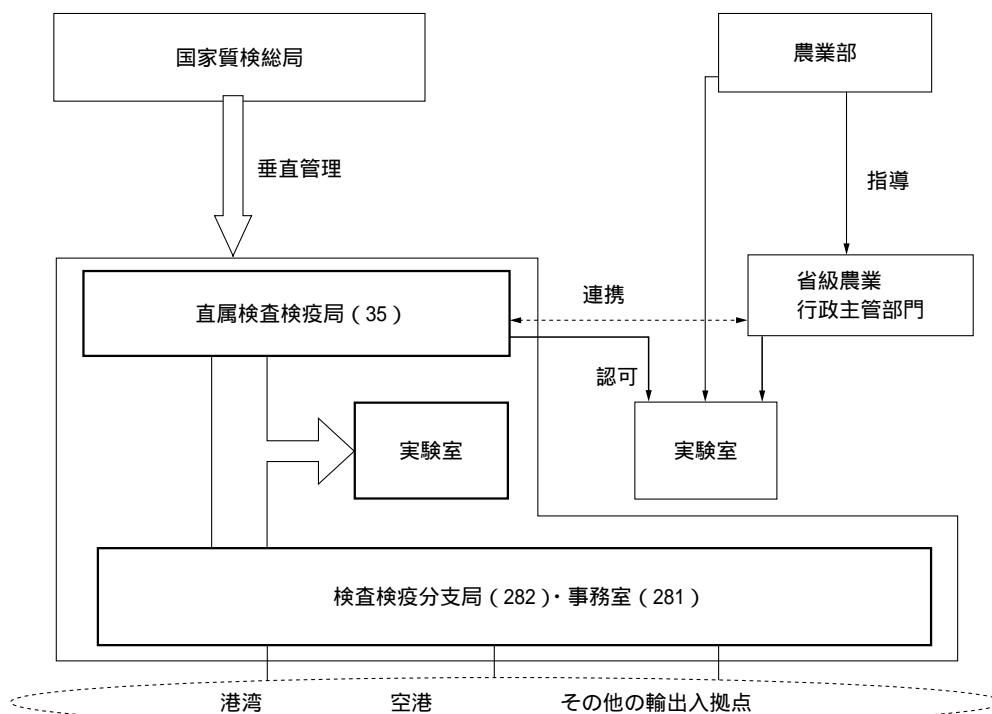 国家質検総局
農業部
垂直管理
指導
省級農業
行政主管部門
連携
直属検査検疫局(35)
認可
実験室
実験室
検査検疫分支局(282)・事務室(281)
港湾
空港
その他の輸出入拠点